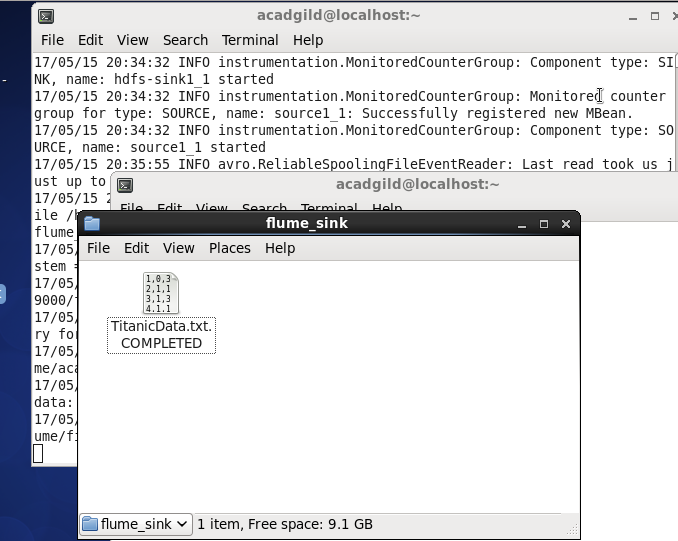 acadgild@localhost:~
File Edit View Search Terminal Help
17/05/15 20:34:32 INFO instrumentation.MonitoredCounterGroup: Component type: SI
NK, name: hdfs-sink1_1 started
17/05/15 20:34:32 INFO instrumentation.MonitoredCounterGroup: Monitored counter
group for type: SOURCE, name: source1_1: Successfully registered new MBean.
17/05/15 20:34:32 INFO instrumentation.MonitoredCounterGroup: Component type: SO
URCE, name: source1_1 started
17/05/15 20:35:55 INFO avro.ReliableSpoolingFileEventReader: Last read took us j
ust up to
17/05/15 2
ile /h
flume
17/05/
stem =
17/05/
9000/
17/05/
ry for
17/05/
me/aca
17/05/
data:
17/05/
ume/fi
acadgild@localhost:~
File Edit View Search Terminal Help
flume_sink
File Edit View Places Help
1,0,3
2,1,1
3,1,3
4.1.1
TitanicData.txt.
COMPLETED
flume_sink 1 item, Free space: 9.1 GB